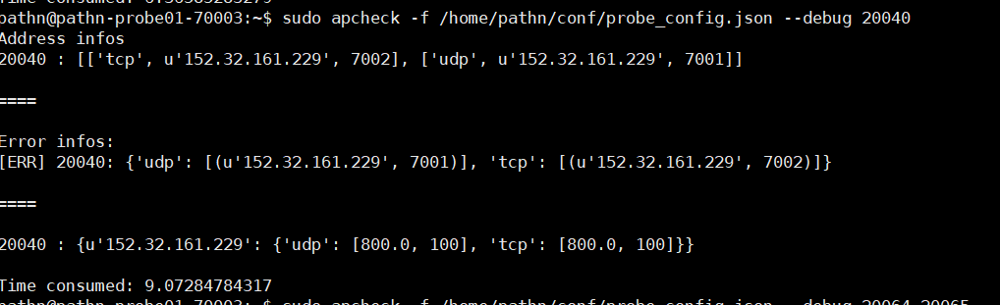 pathn@pathn-probe01-70003:~$ sudo apcheck -f /home/pathn/conf/probe_config.json --debug 20040
Address infos
20040 : [['tcp', u'152.32.161.229', 7002], ['udp', u'152.32.161.229', 7001]]
====
Error infos:
[ERR] 20040: {'udp': [(u'152.32.161.229', 7001)], 'tcp': [(u'152.32.161.229', 7002)]}
====
20040 : {u'152.32.161.229': {'udp': [800.0, 100], 'tcp': [800.0, 100]}}
Time consumed: 9.07284784317
pathn@pathn-probe01-70003:~$ sudo apcheck -f /home/pathn/conf/probe_config.json --debug 20064 20065